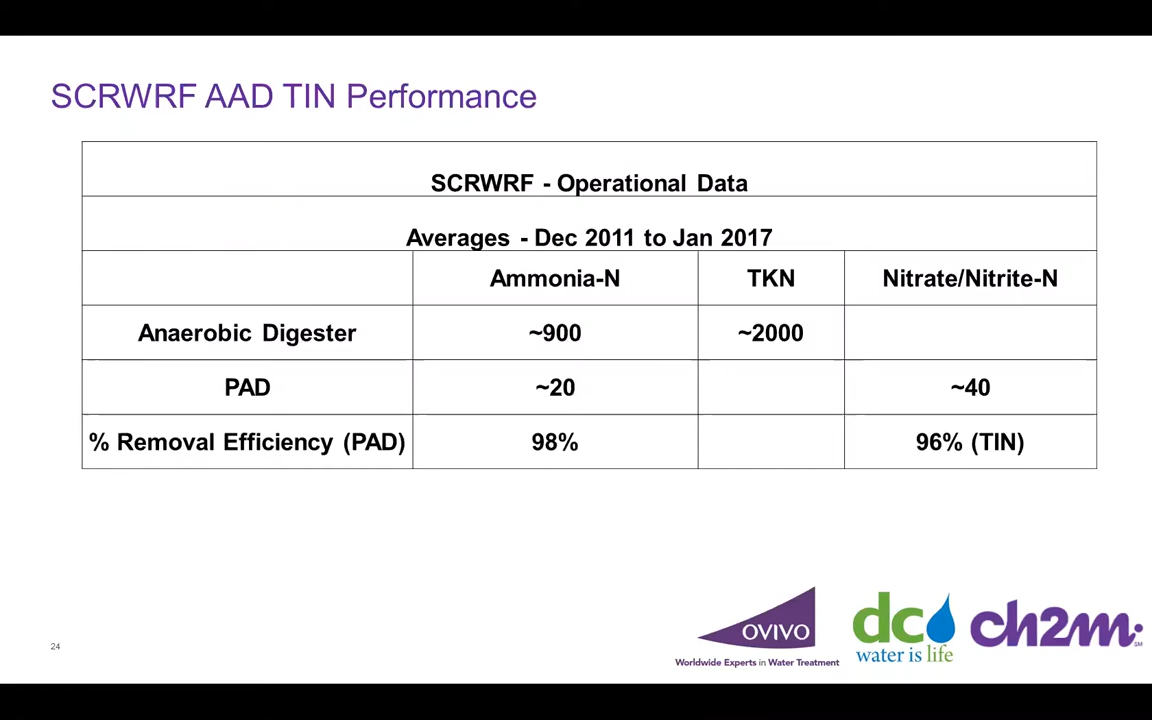 SCRWRF AAD TIN Performance
SCRWRF - Operational Data
Averages - Dec 2011 to Jan 2017
Ammonia-N TKN Nitrate/Nitrite-N
Anaerobic Digester ~900 ~2000
PAD ~20 ~40
% Removal Efficiency (PAD) 98% 96% (TIN)
24
OVIVO
Worldwide Experts in Water Treatment
dc
water is life
ch2m.
SM